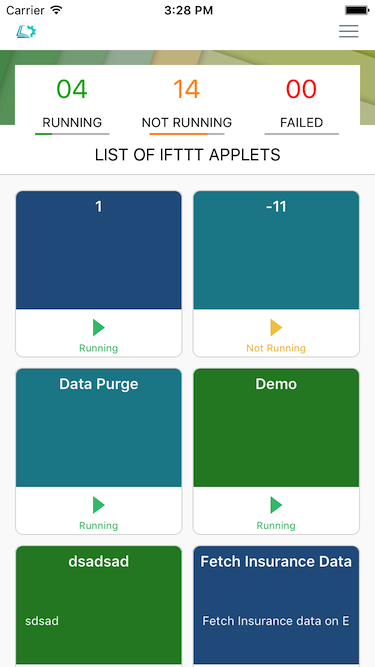 Carrier 3:28 PM
04 14 00
RUNNING NOT RUNNING FAILED
LIST OF IFTTT APPLETS
1 -11
Running Not Running
Data Purge Demo
Running Running
dsadsad Fetch Insurance Data
sdsad Fetch Insurance data on E